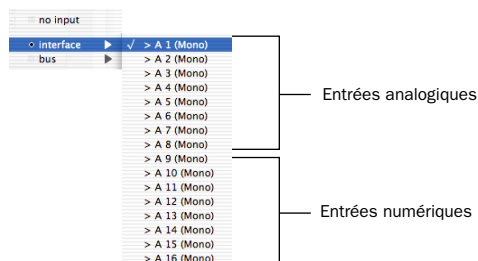 no input
interface
bus
√ > A 1 (Mono)
> A 2 (Mono)
> A 3 (Mono)
> A 4 (Mono)
> A 5 (Mono)
> A 6 (Mono)
> A 7 (Mono)
> A 8 (Mono)
> A 9 (Mono)
> A 10 (Mono)
> A 11 (Mono)
> A 12 (Mono)
> A 13 (Mono)
> A 14 (Mono)
> A 15 (Mono)
> A 16 (Mono)
Entrées analogiques
Entrées numériques